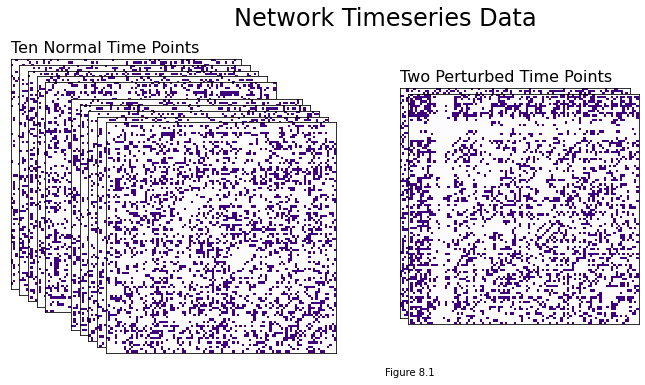 Network Timeseries Data
Ten Normal Time Points
Two Perturbed Time Points
Figure 8.1